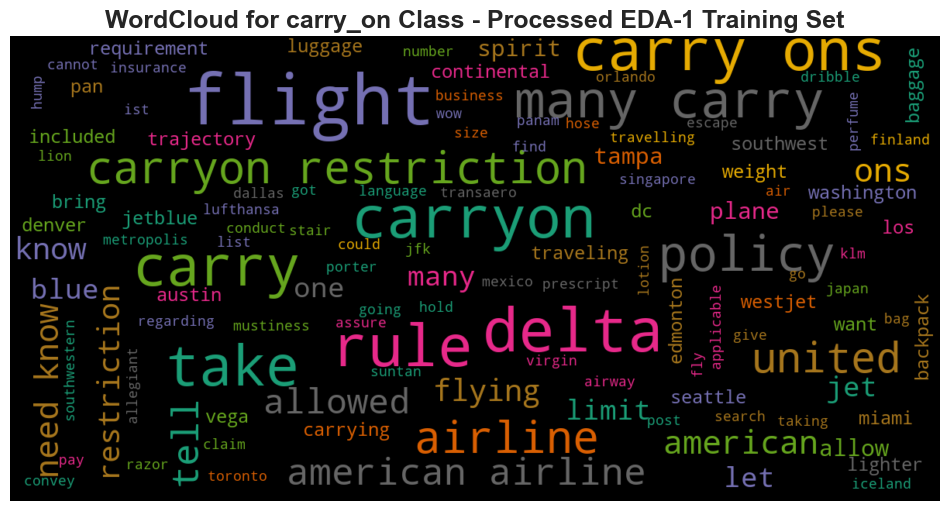 WordCloud for carry_on Class - Processed EDA-1 Training Set
requirement
luggage
number
spirit
carry ons
cannot
insurance
continental
orlando
dribble
hump
pan
flight
business
many carry
baggage
ist
wow
panam
hose
escape
perfume
included
trajectory
size
find
travelling
southwest
finland
lion
carryon restriction
tampa
weight
ons
bring
dallas
got
language
transaero
singapore
air
washington
denver
jetblue
lufthansa
carryon
dc
plane
please
los
metropolis
conduct
stair
list
could
jfk
traveling
policy
klm
know
carry
porter
many
mexico
prescript
lotion
go
blue
austin
one
going
hold
edmonton
westjet
japan
need know
restriction
regarding
mustiness
assure
rule
delta
applicable
give
want
bag
backpack
southwestern
allegiant
take
suntan
virgin
fly
united
tell
vega
allowed
flying
airway
limit
post
seattle
jet
search
taking
miami
claim
carrying
airline
american
allow
pay
razor
convey
toronto
american airline
let
lighter
iceland